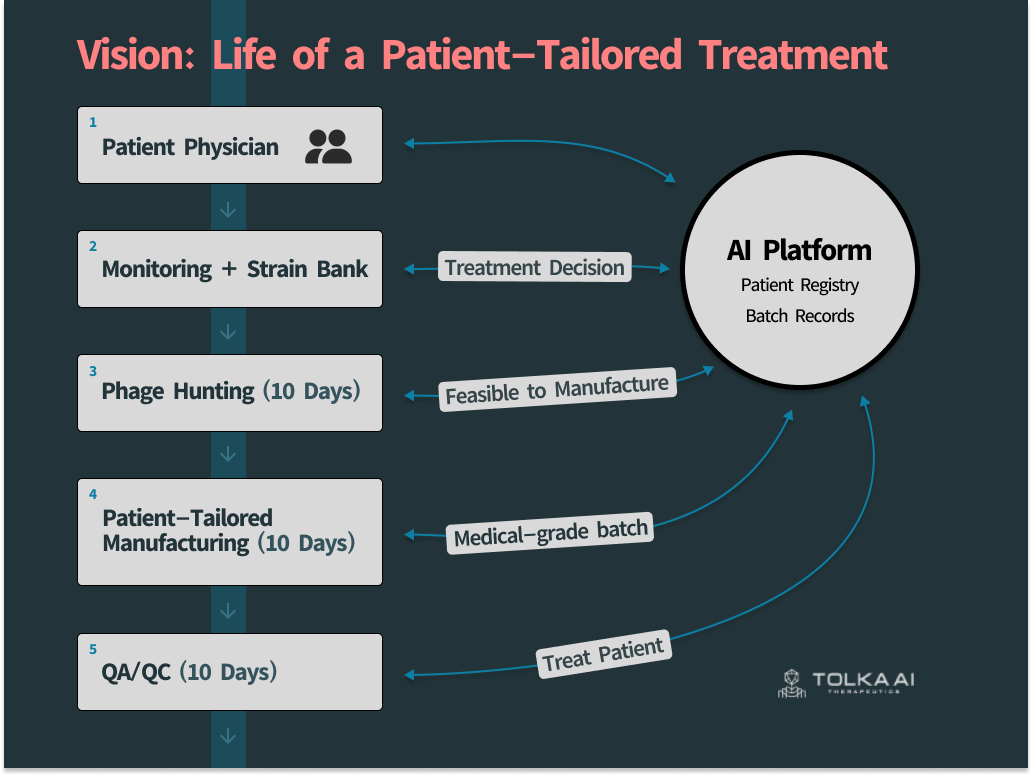 Vision: Life of a Patient-Tailored Treatment
1
Patient Physician
2
Monitoring + Strain Bank
Treatment Decision
AI Platform
Patient Registry
Batch Records
3
Phage Hunting (10 Days)
Feasible to Manufacture
4
Patient-Tailored
Manufacturing (10 Days)
Medical-grade batch
5
QA/QC (10 Days)
Treat Patient
TOLKA AI
THERAPEUTICS